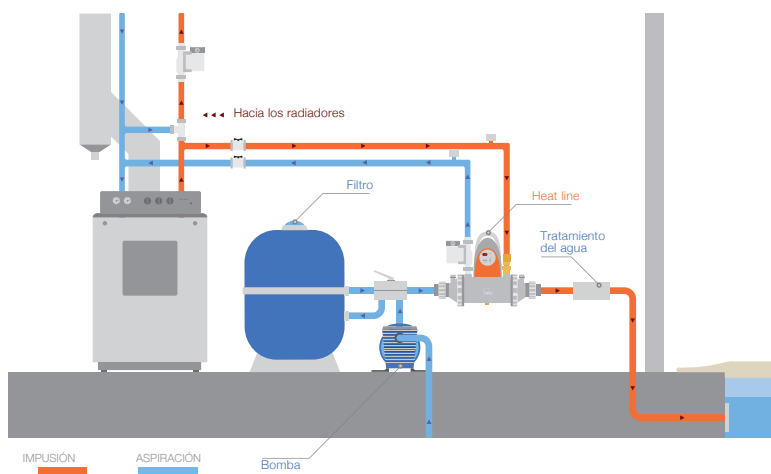 Hacia los radiadores
Filtro
Heat line
Tratamiento
del agua
IMPUSIÓN
ASPIRACIÓN
Bomba